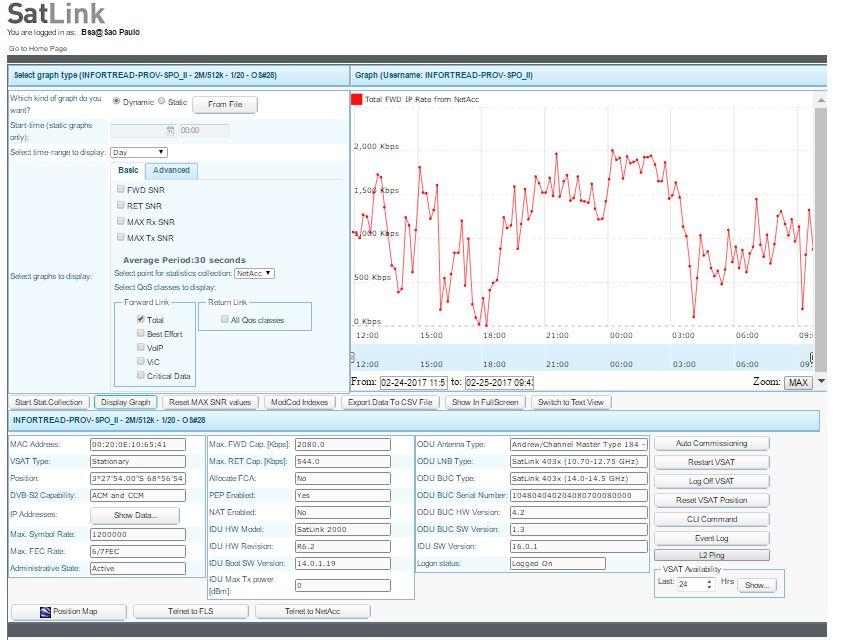 SatLink
You are logged in as: Bsa@Sao Paulo
Go to Home Page
Select graph type (INFORTREAD-PROV-SPO_II - 2M/512k - 1/20 - OS#28)
Graph (Username: INFORTREAD-PROV-SPO_II)
Which kind of graph do you want?
Dynamic Static From File
Start-time (static graphs only):
00:00
Select time-range to display: Day
Basic Advanced
FWD SNR
RET SNR
MAX Rx SNR
MAX Tx SNR
Average Period:30 seconds
Select graphs to display:
Select point for statistics collection: NetAcc
Select QoS classes to display:
Forward Link
Total
Best Effort
VoIP
ViC
Critical Data
Return Link
All Qos classes
Total FWD IP Rate from NetAcc
2,000 Kbps
1,500 Kbps
1,000 Kbps
500 Kbps
0 Kbps
12:00 15:00 18:00 21:00 00:00 03:00 06:00 09:
12:00 15:00 18:00 21:00 00:00 03:00 06:00 09:00
From: 02-24-2017 11:5 to: 02-25-2017 09:4 Zoom: MAX
Start Stat.Collection Display Graph Reset MAX SNR values ModCod Indexes Export Data To CSV File Show In FullScreen Switch to Text View
INFORTREAD-PROV-SPO_II - 2M/512k - 1/20 - OS#28
MAC Address: 00:20:0E:10:65:41
VSAT Type: Stationary
Position: 3°27'54.00"S 68°56'54
DVB-S2 Capability: ACM and CCM
IP Addresses: Show Data...
Max. Symbol Rate: 1200000
Max. FEC Rate: 6/7FEC
Administrative State: Active
Max. FWD Cap. [Kbps]: 2080.0
Max. RET Cap. [Kbps]: 544.0
Allocate FCA: No
PEP Enabled: Yes
NAT Enabled: No
IDU HW Model: SatLink 2000
IDU HW Revision: R6.2
IDU Boot SW Version: 14.0.1.19
IDU Max Tx power [dBm]: 0
ODU Antenna Type: Andrew/Channel Master Type 184 -
ODU LNB Type: SatLink 403x (10.70-12.75 GHz)
ODU BUC Type: SatLink 403x (14.0-14.5 GHz)
ODU BUC Serial Number: 104804040204080700080000
ODU BUC HW Version: 4.2
ODU BUC SW Version: 1.3
IDU SW Version: 16.0.1
Logon status: Logged On
Auto Commissioning
Restart VSAT
Log Off VSAT
Reset VSAT Position
CLI Command
Event Log
L2 Ping
VSAT Availability
Last: 24 Hrs Show...
Position Map Telnet to FLS Telnet to NetAcc